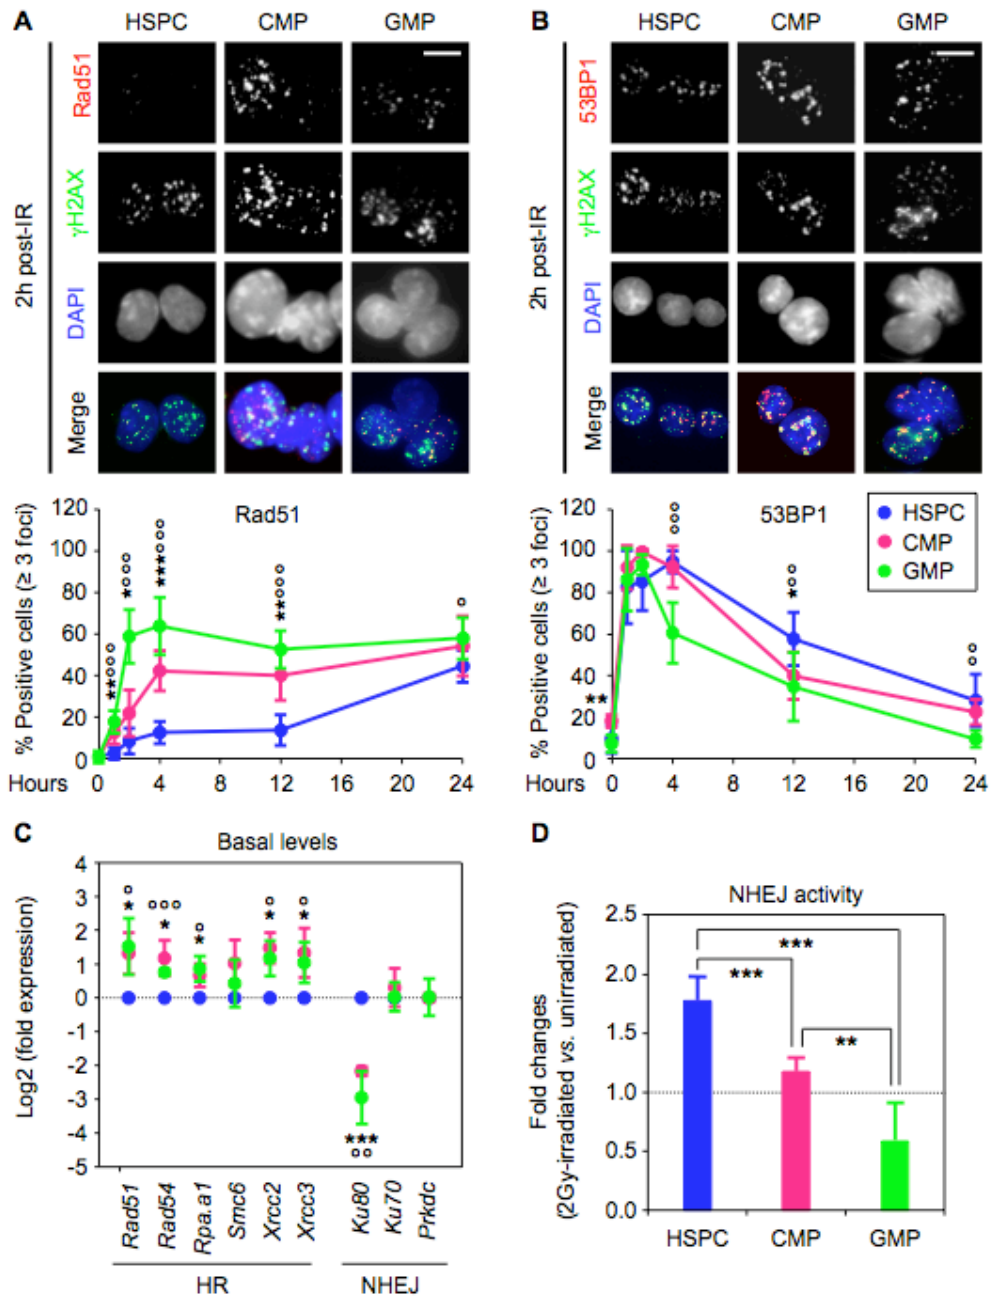 A
HSPC
CMP
GMP
2h post-IR
Rad51
γH2AX
DAPI
Merge
% Positive cells (≥ 3 foci)
Rad51
120
100
80
60
40
20
0
**°°°
*°°°
***°°°
**°°°
°
Hours
0
4
8
12
16
20
24
B
HSPC
CMP
GMP
2h post-IR
53BP1
γH2AX
DAPI
Merge
% Positive cells (≥ 3 foci)
53BP1
120
100
80
60
40
20
0
**
°°°
*°°
°°
HSPC
CMP
GMP
Hours
0
4
8
12
16
20
24
C
Basal levels
Log2 (fold expression)
4
3
2
1
0
-1
-2
-3
-4
-5
°
*
°°°
*
°
*
°
*
°
*
***
°°
Rad51
Rad54
Rpa.a1
Smc6
Xrcc2
Xrcc3
Ku80
Ku70
Prkdc
HR
NHEJ
D
NHEJ activity
Fold changes
(2Gy-irradiated vs. unirradiated)
2.5
2.0
1.5
1.0
0.5
0.0
***
***
**
HSPC
CMP
GMP